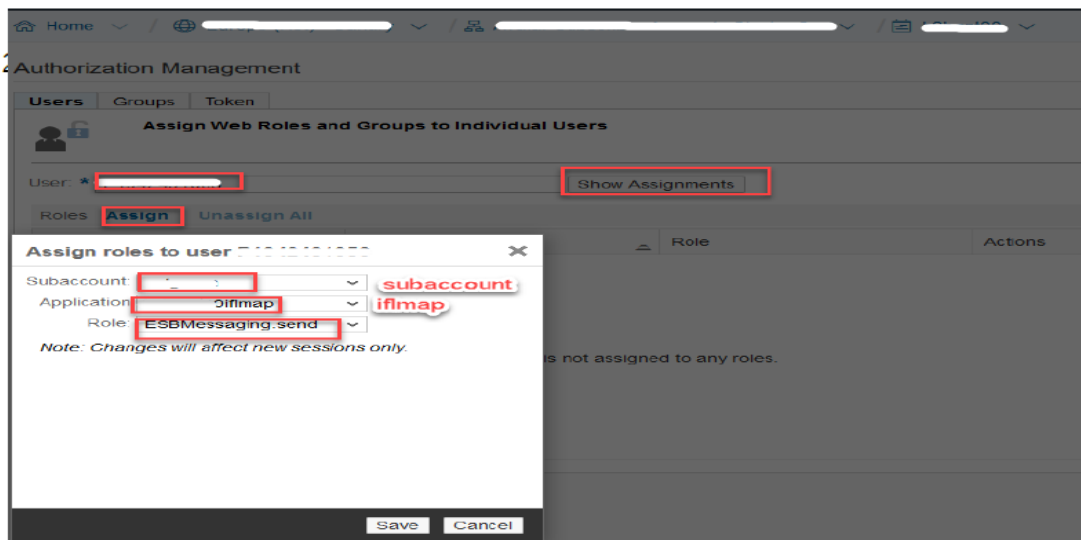 Home / /
Authorization Management
Users Groups Token
Assign Web Roles and Groups to Individual Users
User: * Show Assignments
Roles Assign Unassign All
Role Actions
Assign roles to user
Subaccount: subaccount
Application iflmap iflmap
Role: ESBMessaging.send
Note: Changes will affect new sessions only.
is not assigned to any roles.
Save Cancel